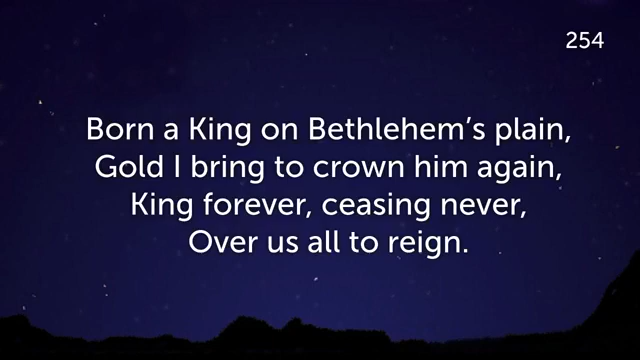 254
Born a King on Bethlehem’s plain,
Gold I bring to crown him again,
King forever, ceasing never,
Over us all to reign.